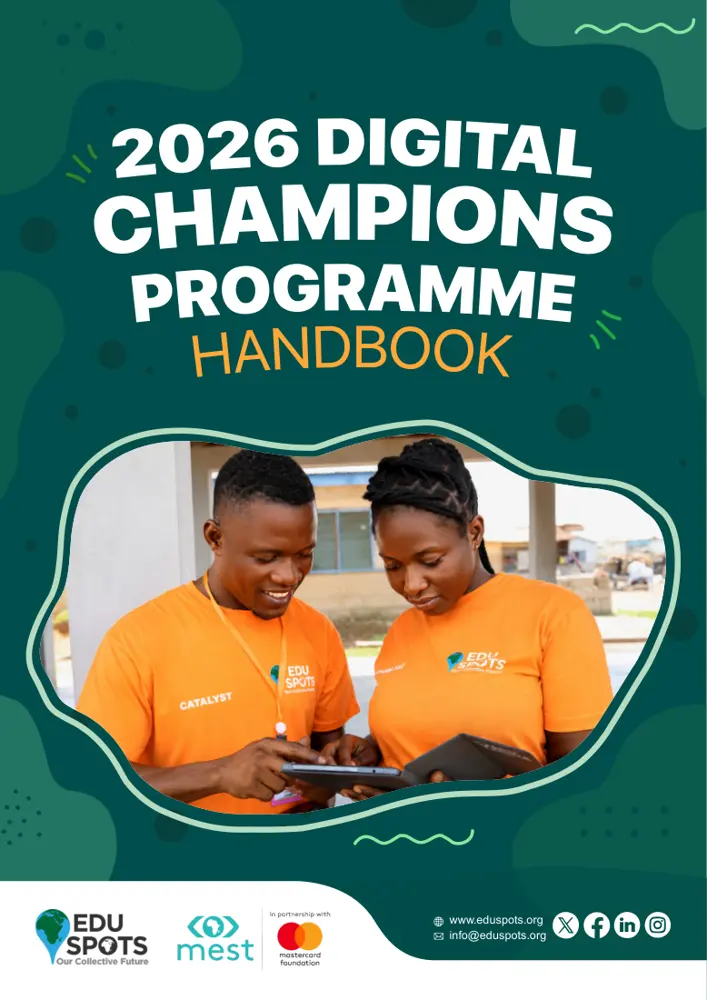 2026 DIGITAL
CHAMPIONS
PROGRAMME
HANDBOOK
CATALYST
EDU
SPOTS
EDU
SPOTS
EDU
SPOTS
Our Collective Future
mest
In partnership with
mastercard
foundation
www.eduspots.org
info@eduspots.org